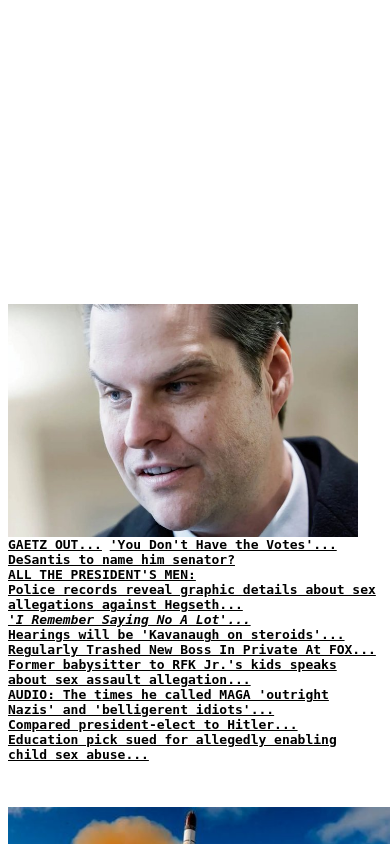 GAETZ OUT... 'You Don't Have the Votes'...
DeSantis to name him senator?
ALL THE PRESIDENT'S MEN:
Police records reveal graphic details about sex
allegations against Hegseth...
'I Remember Saying No A Lot'...
Hearings will be 'Kavanaugh on steroids'...
Regularly Trashed New Boss In Private At FOX...
Former babysitter to RFK Jr.'s kids speaks
about sex assault allegation...
AUDIO: The times he called MAGA 'outright
Nazis' and 'belligerent idiots'...
Compared president-elect to Hitler...
Education pick sued for allegedly enabling
child sex abuse...